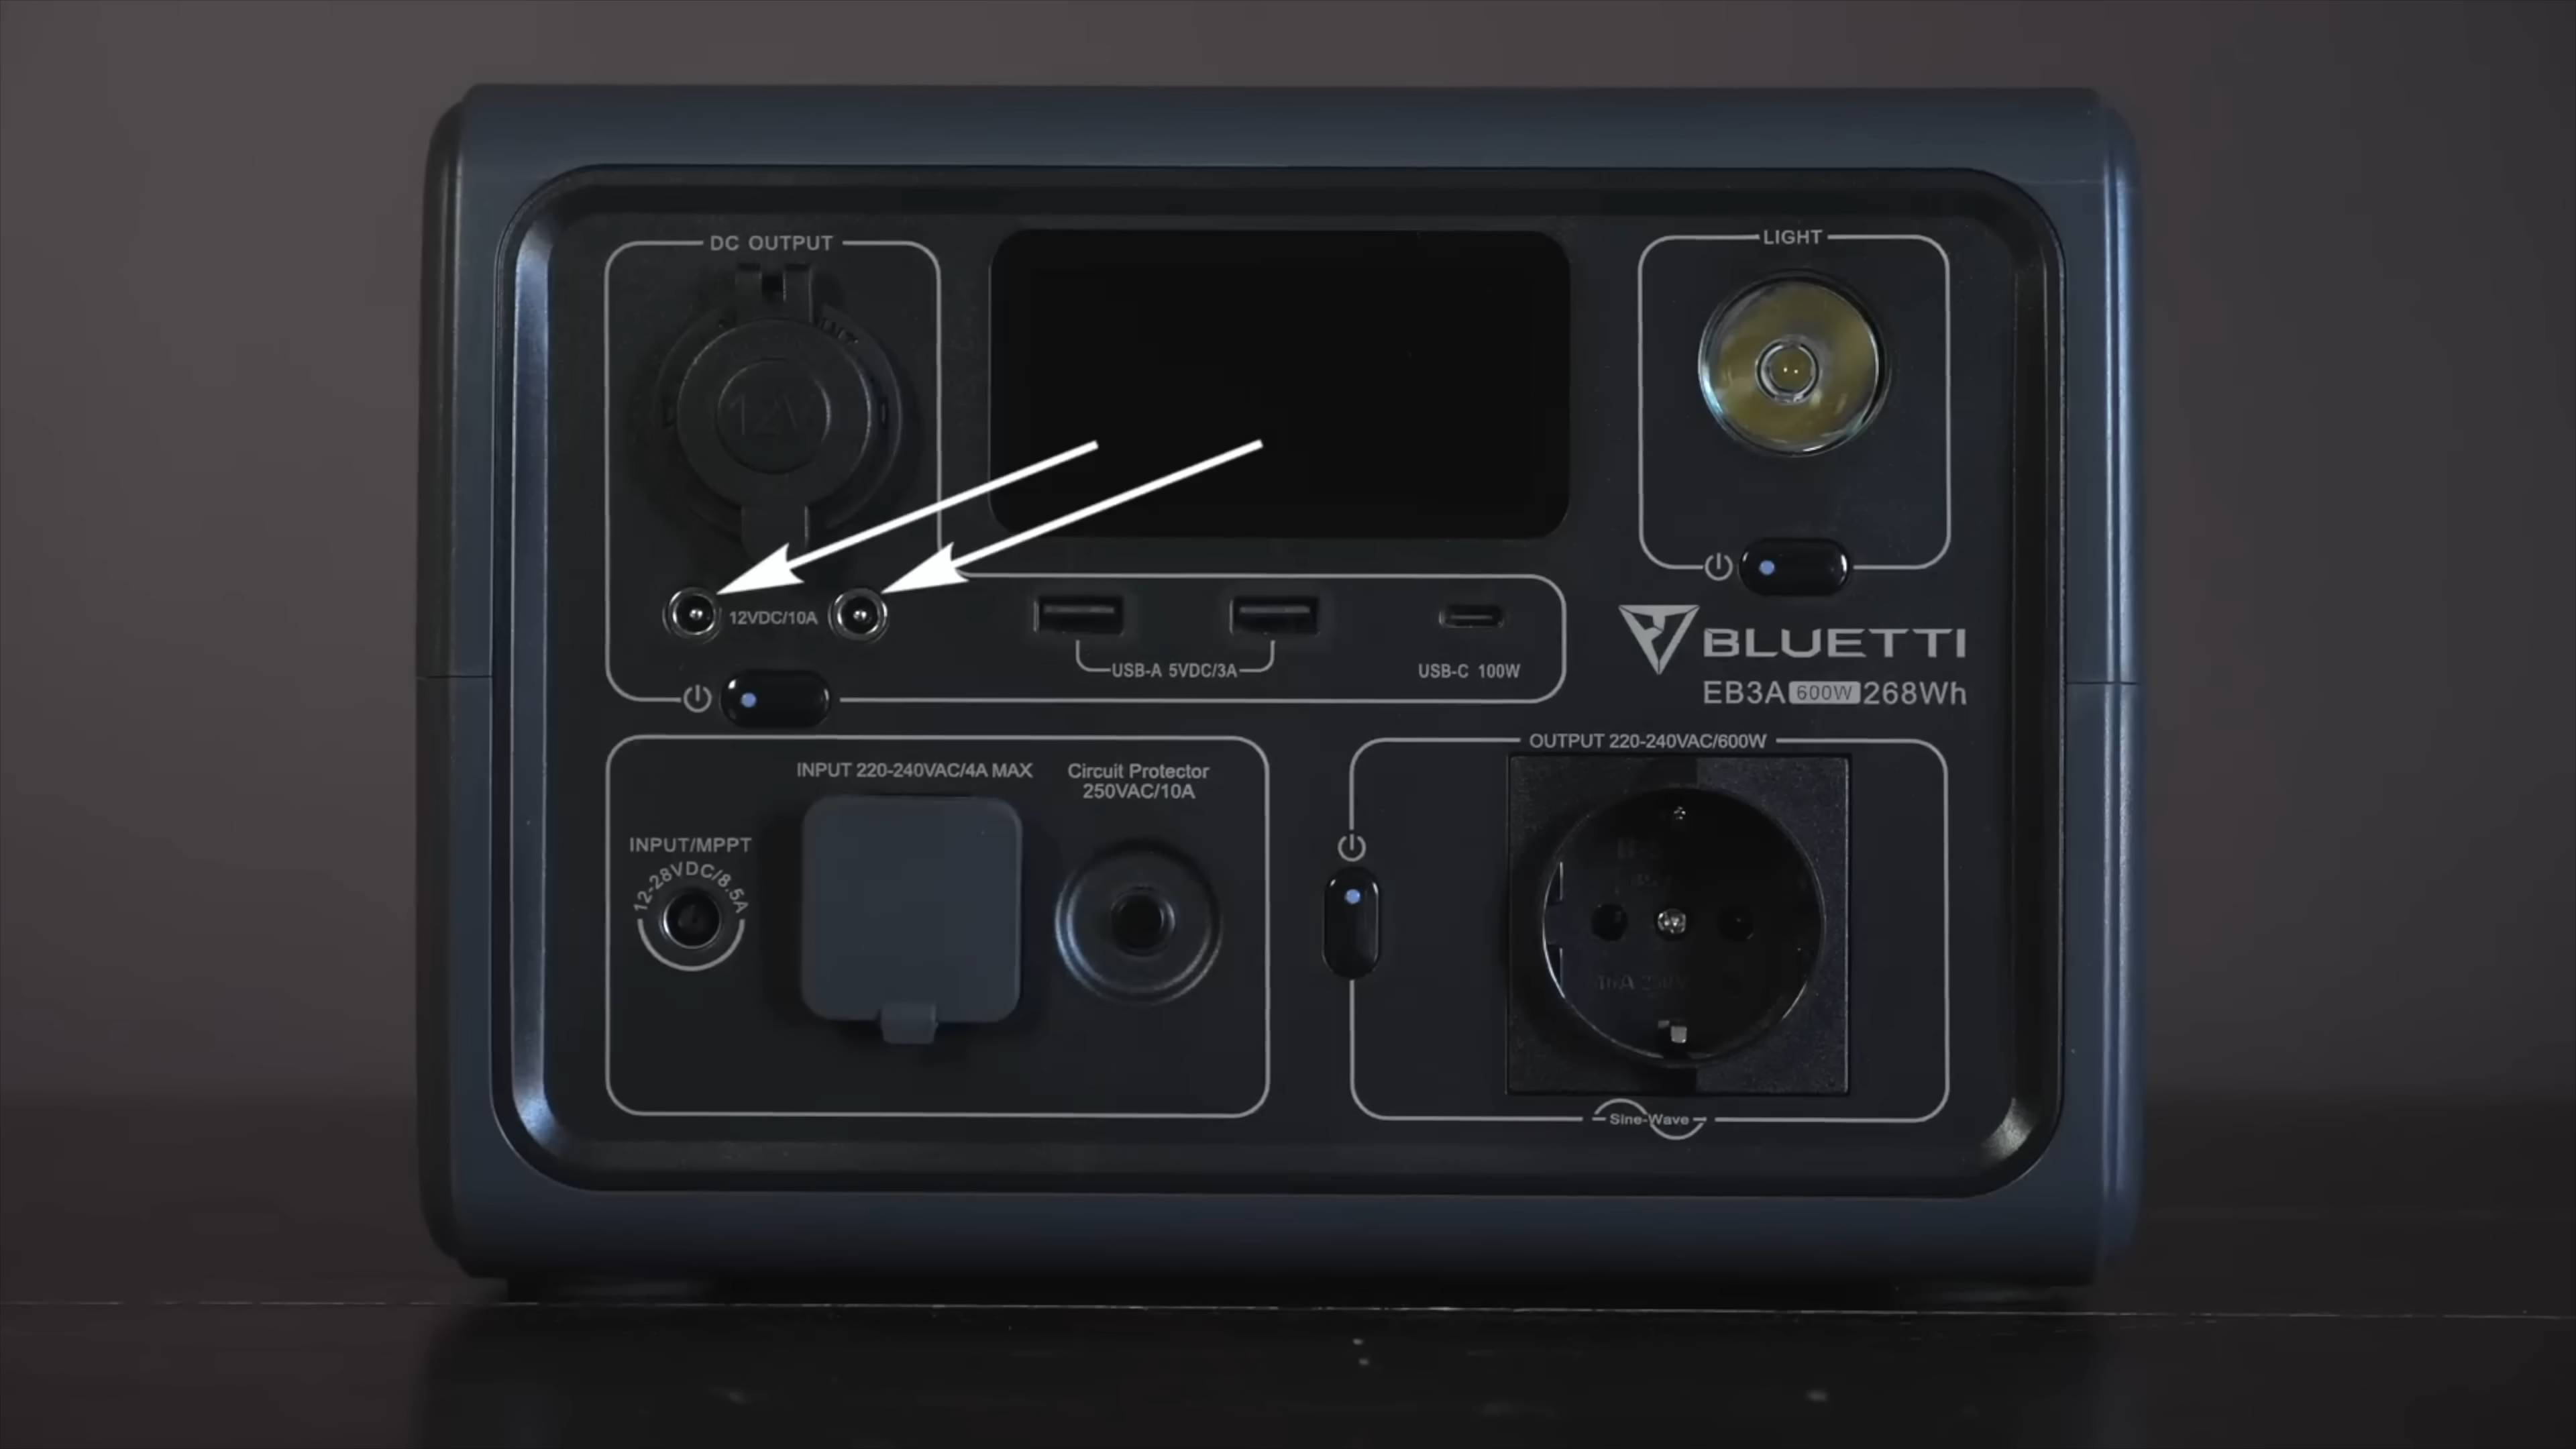 DC OUTPUT
12V
12VDC/10A
USB-A 5VDC/3A
USB-C 100W
LIGHT
BLUETTI
EB3A 600W 268Wh
INPUT 220-240VAC/4A MAX
Circuit Protector
250VAC/10A
INPUT/MPPT
12-28VDC/8.5A
OUTPUT 220-240VAC/600W
Sine-Wave